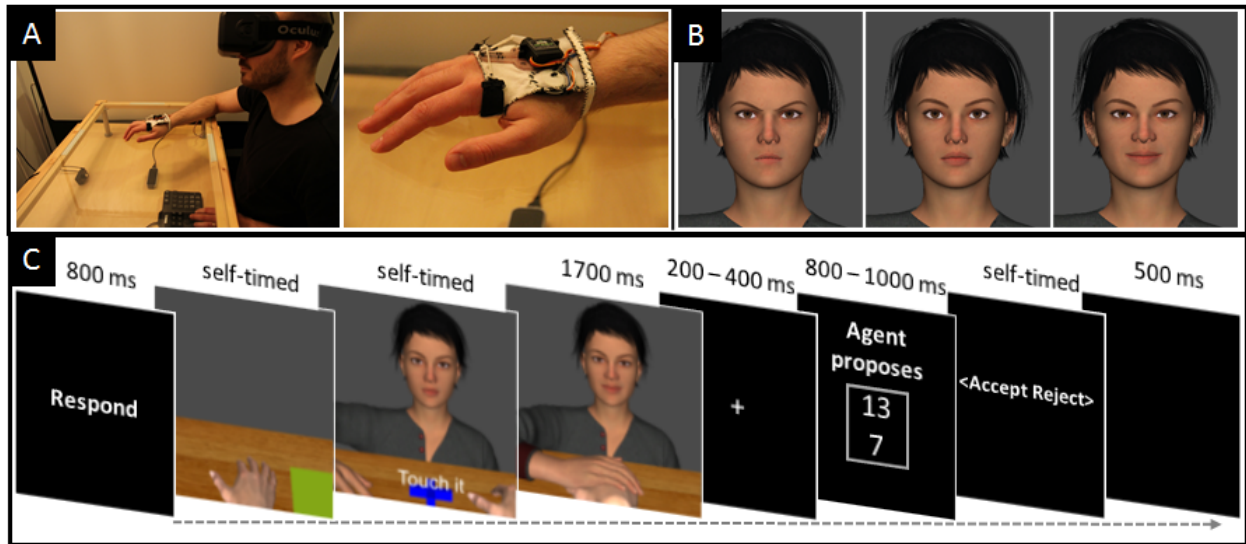 A
Oculu
B
C
800 ms
self-timed
self-timed
1700 ms
200 – 400 ms
800 – 1000 ms
self-timed
500 ms
Respond
Touch it
+
Agent
proposes
13
7
<Accept Reject>